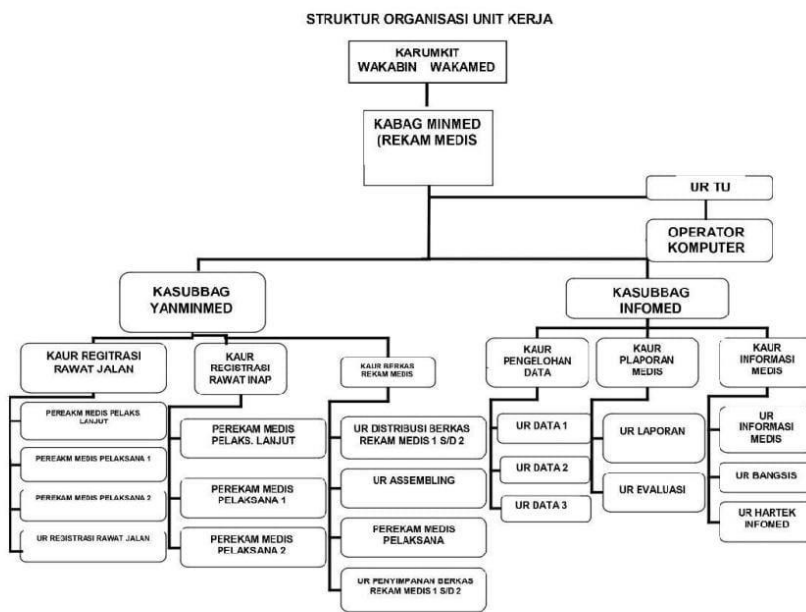 STRUKTUR ORGANISASI UNIT KERJA
KARUMKIT
WAKABIN WAKAMED
KABAG MINMED
(REKAM MEDIS
UR TU
OPERATOR
KOMPUTER
KASUBBAG
YANMINMED
KASUBBAG
INFOMED
KAUR REGITRASI
RAWAT JALAN
KAUR
REGISTRASI
RAWAT INAP
KAUR BERKAS
REKAM MEDIS
KAUR
PENGELOHAN
DATA
KAUR
PLAPORAN
MEDIS
KAUR
INFORMASI
MEDIS
PEREAKM MEDIS PELAKS
LANJUT
PEREAKM MEDIS PELAKSANA 1
PEREKAM MEDIS PELAKSANA 2
UR REGISTRASI RAWAT JALAN
PEREKAM MEDIS
PELAKS. LANJUT
PEREKAM MEDIS
PELAKSANA 1
PEREKAM MEDIS
PELAKSANA 2
UR DISTRIBUSI BERKAS
REKAM MEDIS 1 S/D 2
UR ASSEMBLING
PEREKAM MEDIS
PELAKSANA
UR PENYIMPANAN BERKAS
REKAM MEDIS 1 S/D 2
UR DATA 1
UR DATA 2
UR DATA 3
UR LAPORAN
UR EVALUASI
UR
INFORMASI
MEDIS
UR BANGSIS
UR HARTEK
INFOMED